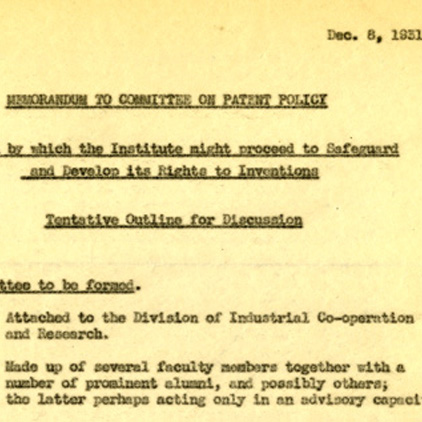 Dec. 8, 1931
MEMORANDUM TO COMMITTEE ON PATENT POLICY
by which the Institute might proceed to Safeguard
and Develop its Rights to Inventions
Tentative Outline for Discussion
ttee to be formed.
Attached to the Division of Industrial Co-operation
and Research.
Made up of several faculty members together with a
number of prominent alumni, and possibly others;
the latter perhaps acting only in an advisory capaci